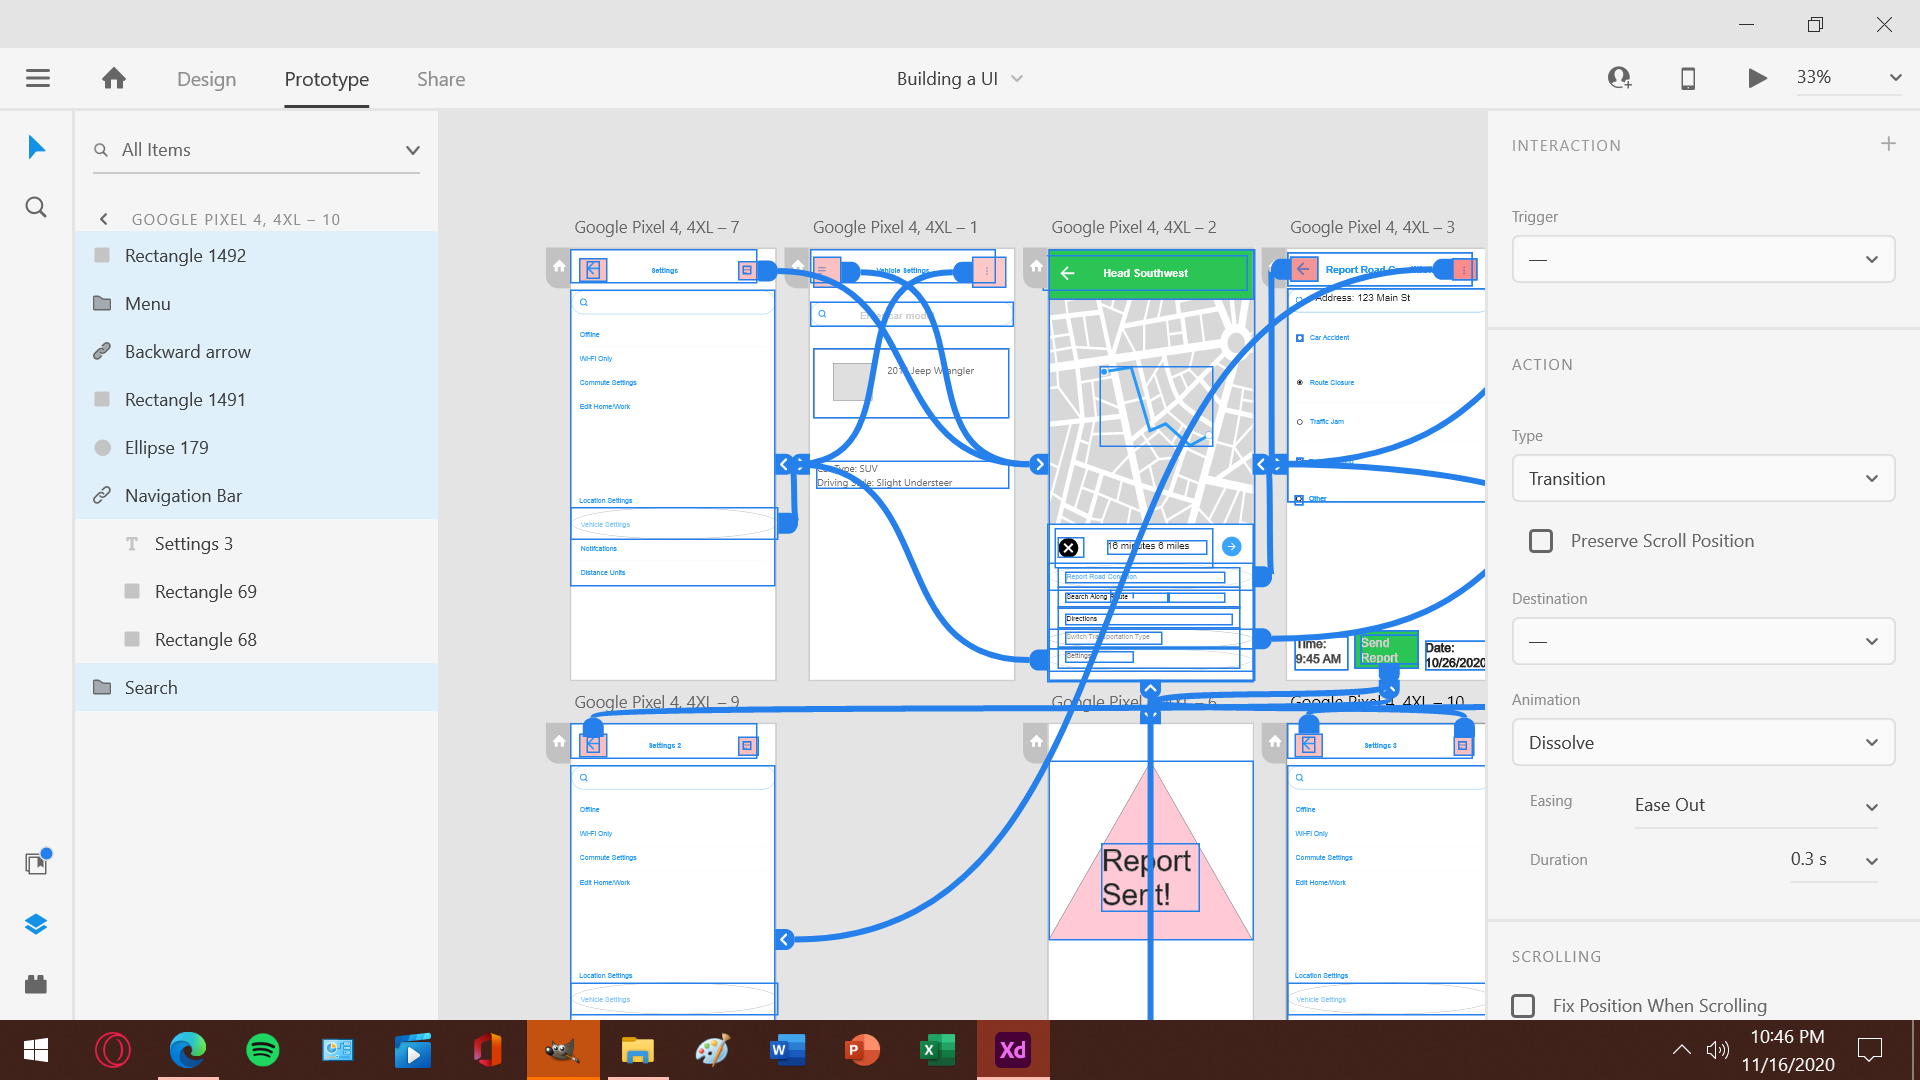 Design
Prototype
Share
Building a UI
33%
All Items
GOOGLE PIXEL 4, 4XL – 10
Rectangle 1492
Menu
Backward arrow
Rectangle 1491
Ellipse 179
Navigation Bar
Settings 3
Rectangle 69
Rectangle 68
Search
Google Pixel 4, 4XL – 7
Settings
Offline
Wi-Fi Only
Commute Settings
Edit Home/Work
Location Settings
Vehicle Settings
Notifcations
Distance Units
Google Pixel 4, 4XL – 1
Vehicle Settings
Jeep Wrangler
Type: SUV
Driving Style: Slight Understeer
Google Pixel 4, 4XL – 2
Head Southwest
16 minutes 6 miles
Report Road Condition
Search Along Route
Directions
Switch Transportation Type
Settings
Google Pixel 4, 4XL – 3
Report Road Condition
Address: 123 Main St
Car Accident
Route Closure
Traffic Jam
Other
Time:
9:45 AM
Send
Report
Date:
10/26/2020
Google Pixel 4, 4XL – 9
Settings 2
Offline
Wi-Fi Only
Commute Settings
Edit Home/Work
Location Settings
Vehicle Settings
Google Pixel 4, 4XL – 6
Report
Sent!
Google Pixel 4, 4XL – 10
Settings 3
Offline
Wi-Fi Only
Commute Settings
Edit Home/Work
Location Settings
Vehicle Settings
INTERACTION
Trigger
—
ACTION
Type
Transition
Preserve Scroll Position
Destination
—
Animation
Dissolve
Easing
Ease Out
Duration
0.3 s
SCROLLING
Fix Position When Scrolling
W
P
X
Xd
10:46 PM
11/16/2020